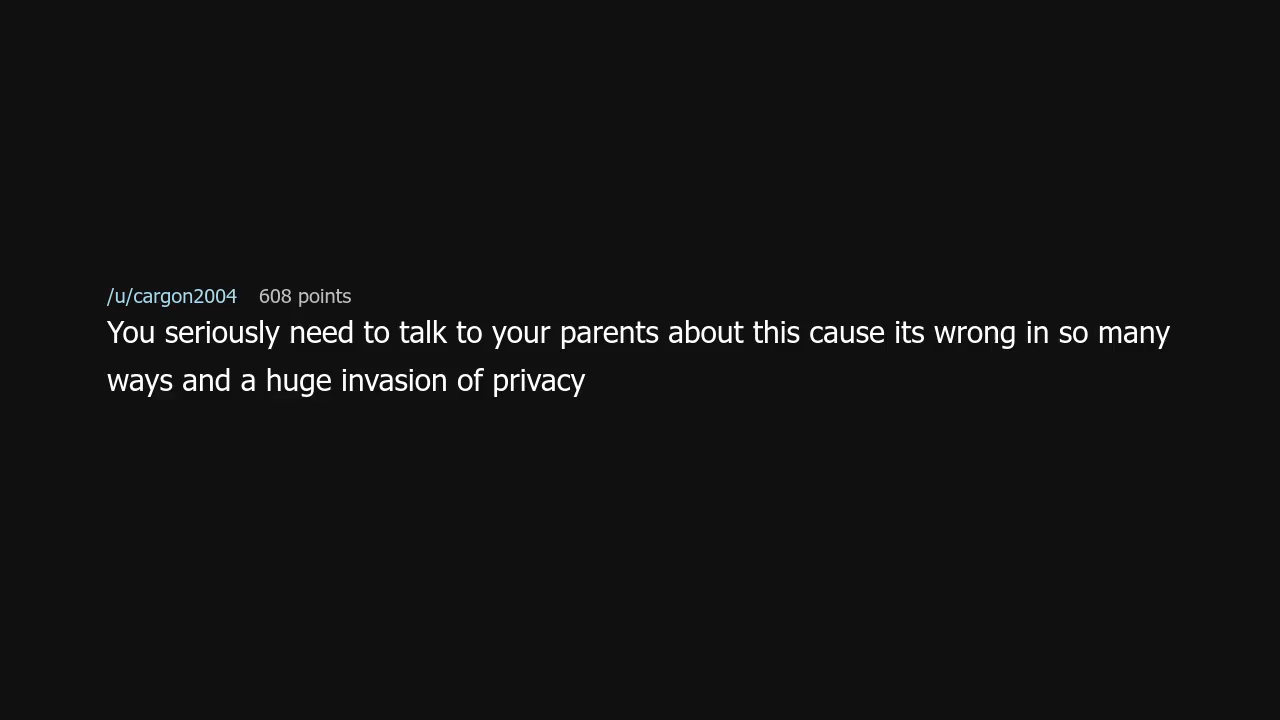 /u/cargon2004 608 points
You seriously need to talk to your parents about this cause its wrong in so many
ways and a huge invasion of privacy